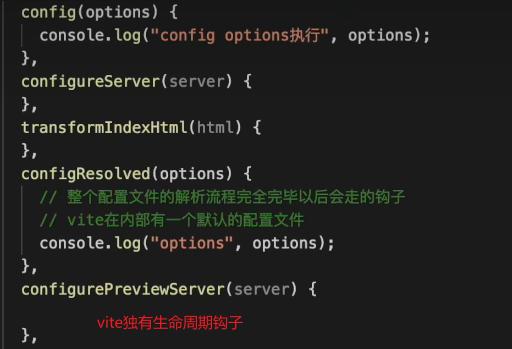 config(options) {
console.log("config options执行", options);
},
configureServer(server) {
},
transformIndexHtml(html) {
},
configResolved(options) {
// 整个配置文件的解析流程完全完毕以后会走的钩子
// vite在内部有一个默认的配置文件
console.log("options", options);
},
configurePreviewServer(server) {
vite独有生命周期钩子
},